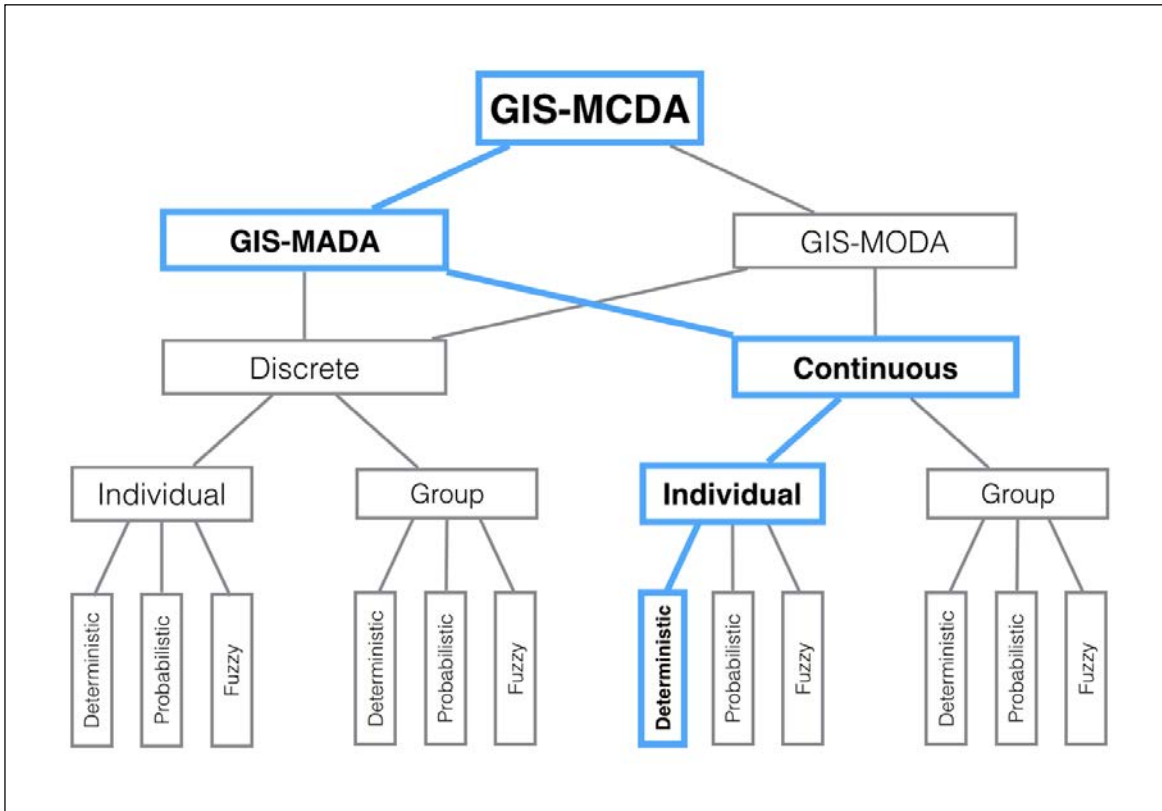 GIS-MCDA
GIS-MADA
GIS-MODA
Discrete
Continuous
Individual
Group
Individual
Group
Deterministic
Probabilistic
Fuzzy
Deterministic
Probabilistic
Fuzzy
Deterministic
Probabilistic
Fuzzy
Deterministic
Probabilistic
Fuzzy